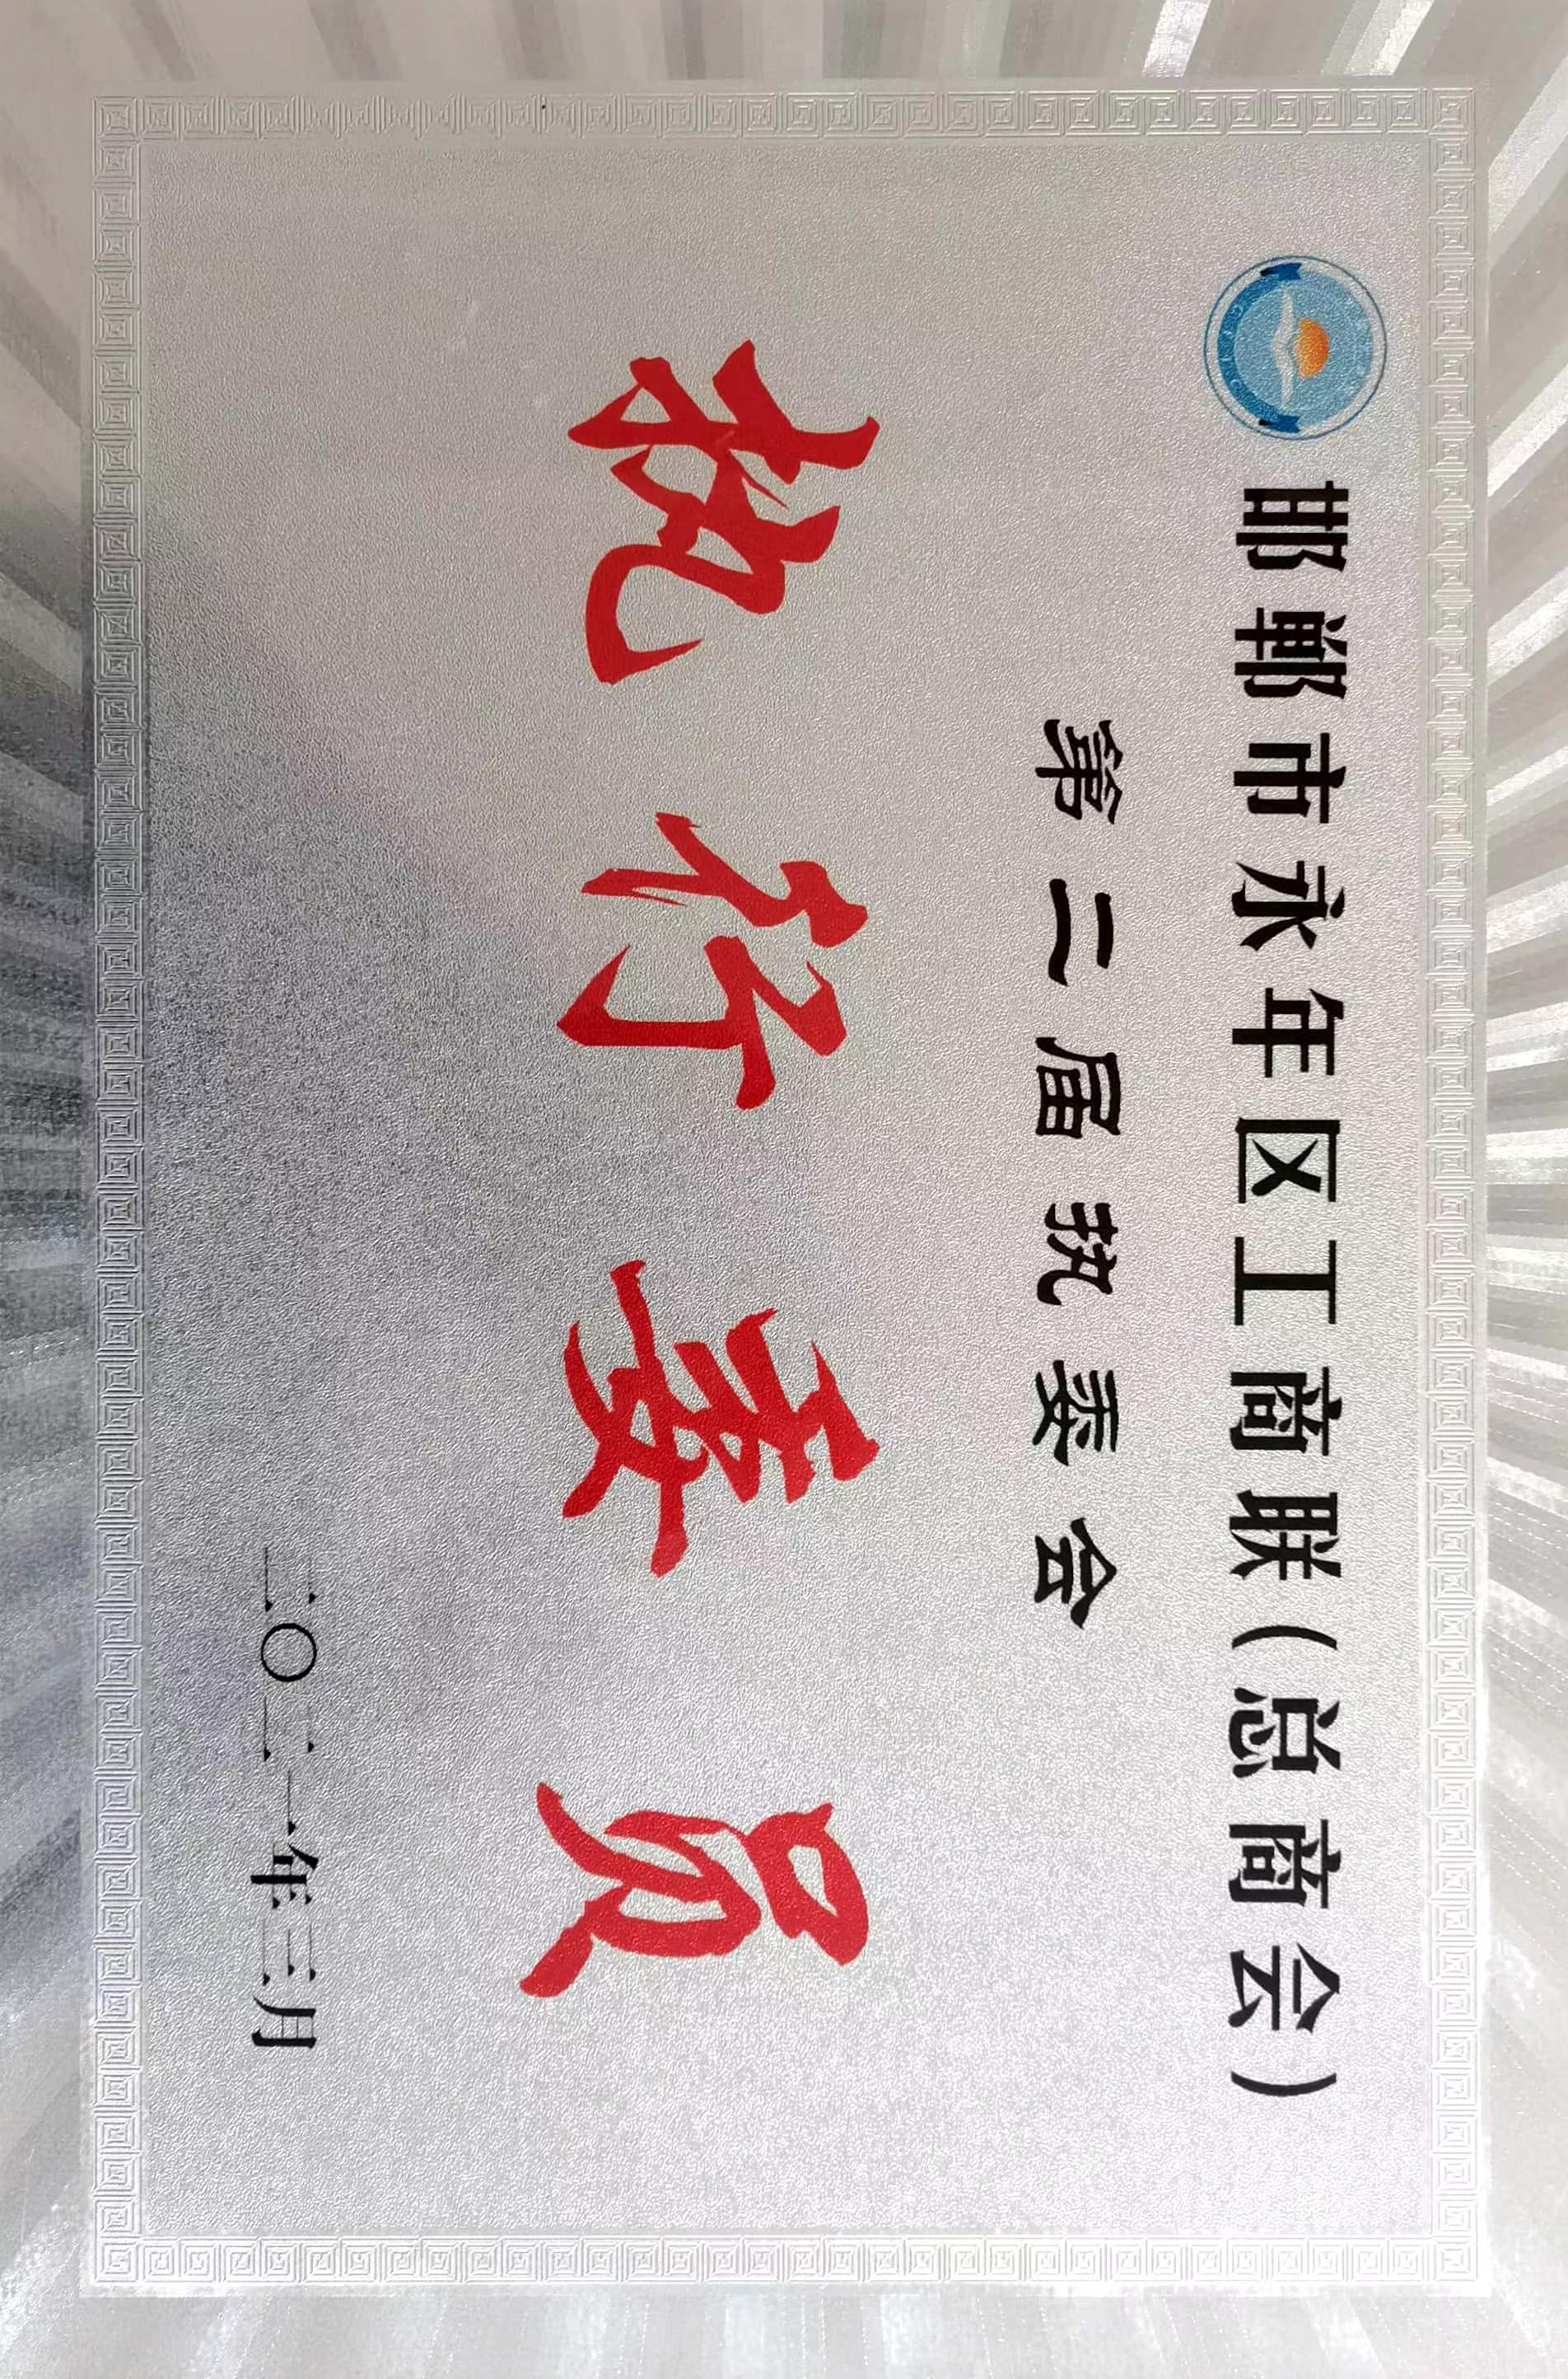 邯郸市永年区工商联(总商会)
第二届执委会
执行委员
二〇二一年三月